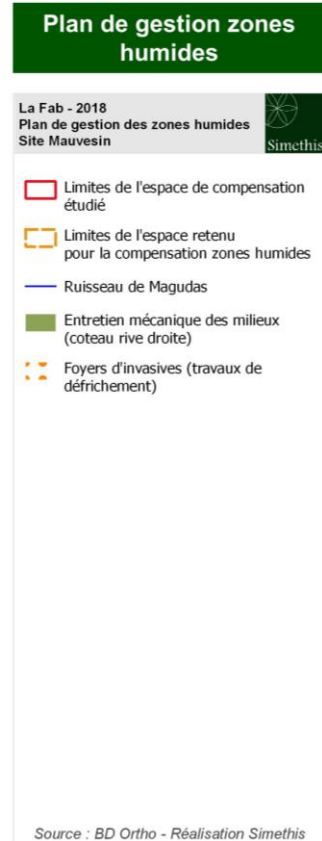 Plan de gestion zones
humides
La Fab - 2018
Plan de gestion des zones humides
Site Mauvesin
Simethis
Limites de l'espace de compensation
étudié
Limites de l'espace retenu
pour la compensation zones humides
Ruisseau de Magudas
Entretien mécanique des milieux
(coteau rive droite)
Foyers d'invasives (travaux de
défrichement)
Source : BD Ortho - Réalisation Simethis